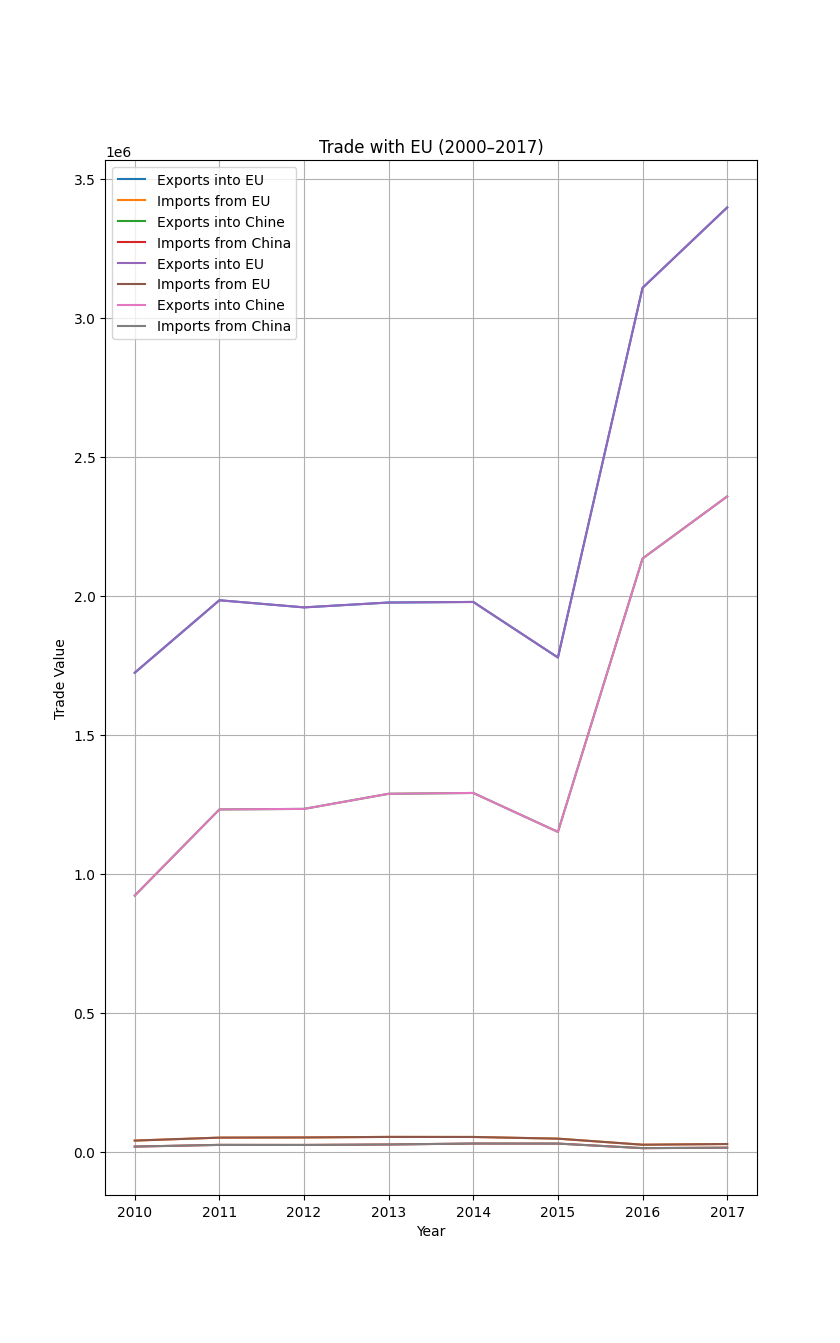 Trade with EU (2000–2017)
1e6
Exports into EU
Imports from EU
Exports into Chine
Imports from China
Exports into EU
Imports from EU
Exports into Chine
Imports from China
3.5
3.0
2.5
2.0
1.5
1.0
0.5
0.0
Trade Value
2010 2011 2012 2013 2014 2015 2016 2017
Year